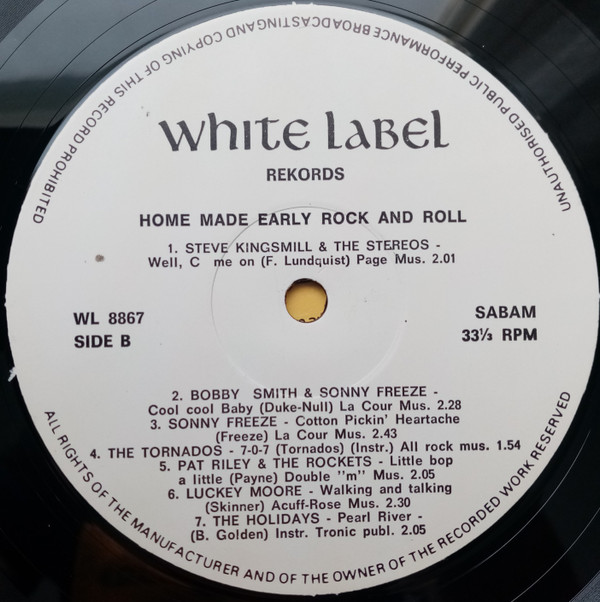 White Label
REKORDS
HOME MADE EARLY ROCK AND ROLL
1. STEVE KINGSMILL & THE STEREOS -
Well, C me on (F. Lundquist) Page Mus. 2.01
WL 8867
SIDE B
SABAM
33⅓ RPM
2. BOBBY SMITH & SONNY FREEZE -
Cool cool Baby (Duke-Null) La Cour Mus. 2.28
3. SONNY FREEZE - Cotton Pickin' Heartache
(Freeze) La Cour Mus. 2.43
4. THE TORNADOS - 7-0-7 (Tornados) (Instr.) All rock mus. 1.54
5. PAT RILEY & THE ROCKETS - Little bop
a little (Payne) Double "m" Mus. 2.05
6. LUCKEY MOORE - Walking and talking
(Skinner) Acuff-Rose Mus. 2.30
7. THE HOLIDAYS - Pearl River -
(B. Golden) Instr. Tronic publ. 2.05
ALL RIGHTS OF THE MANUFACTURER AND OF THE OWNER OF THE RECORDED WORK RESERVED
UNAUTHORISED PUBLIC PERFORMANCE BROADCASTINGAND COPYING OF THIS RECORD PROHIBITED